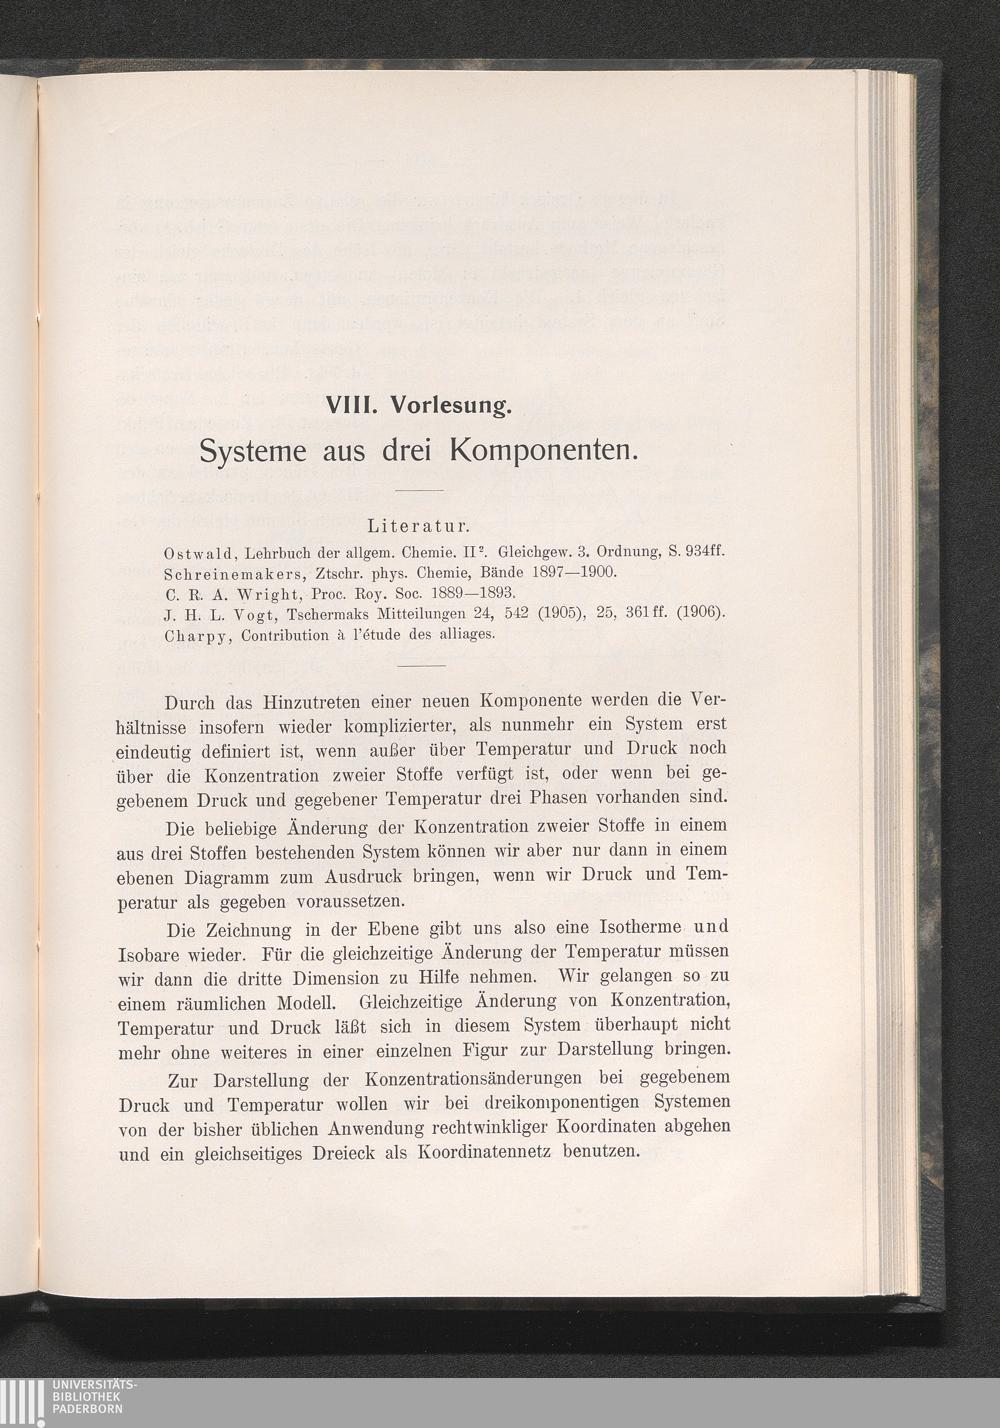 VIII. Vorlesung.
Systeme aus drei Komponenten.
Literatur.
Ostwald, Lehrbuch der allgem. Chemie. II². Gleichgew. 3. Ordnung, S. 934ff.
Schreinemakers, Ztschr. phys. Chemie, Bände 1897—1900.
C. R. A. Wright, Proc. Roy. Soc. 1889—1893.
J. H. L. Vogt, Tschermaks Mitteilungen 24, 542 (1905), 25, 361ff. (1906).
Charpy, Contribution à l'étude des alliages.
Durch das Hinzutreten einer neuen Komponente werden die Ver-
hältnisse insofern wieder komplizierter, als nunmehr ein System erst
eindeutig definiert ist, wenn außer über Temperatur und Druck noch
über die Konzentration zweier Stoffe verfügt ist, oder wenn bei ge-
gebenem Druck und gegebener Temperatur drei Phasen vorhanden sind.
Die beliebige Änderung der Konzentration zweier Stoffe in einem
aus drei Stoffen bestehenden System können wir aber nur dann in einem
ebenen Diagramm zum Ausdruck bringen, wenn wir Druck und Tem-
peratur als gegeben voraussetzen.
Die Zeichnung in der Ebene gibt uns also eine Isotherme und
Isobare wieder. Für die gleichzeitige Änderung der Temperatur müssen
wir dann die dritte Dimension zu Hilfe nehmen. Wir gelangen so zu
einem räumlichen Modell. Gleichzeitige Änderung von Konzentration,
Temperatur und Druck läßt sich in diesem System überhaupt nicht
mehr ohne weiteres in einer einzelnen Figur zur Darstellung bringen.
Zur Darstellung der Konzentrationsänderungen bei gegebenem
Druck und Temperatur wollen wir bei dreikomponentigen Systemen
von der bisher üblichen Anwendung rechtwinkliger Koordinaten abgehen
und ein gleichseitiges Dreieck als Koordinatennetz benutzen.
UNIVERSITÄTS-
BIBLIOTHEK
PADERBORN